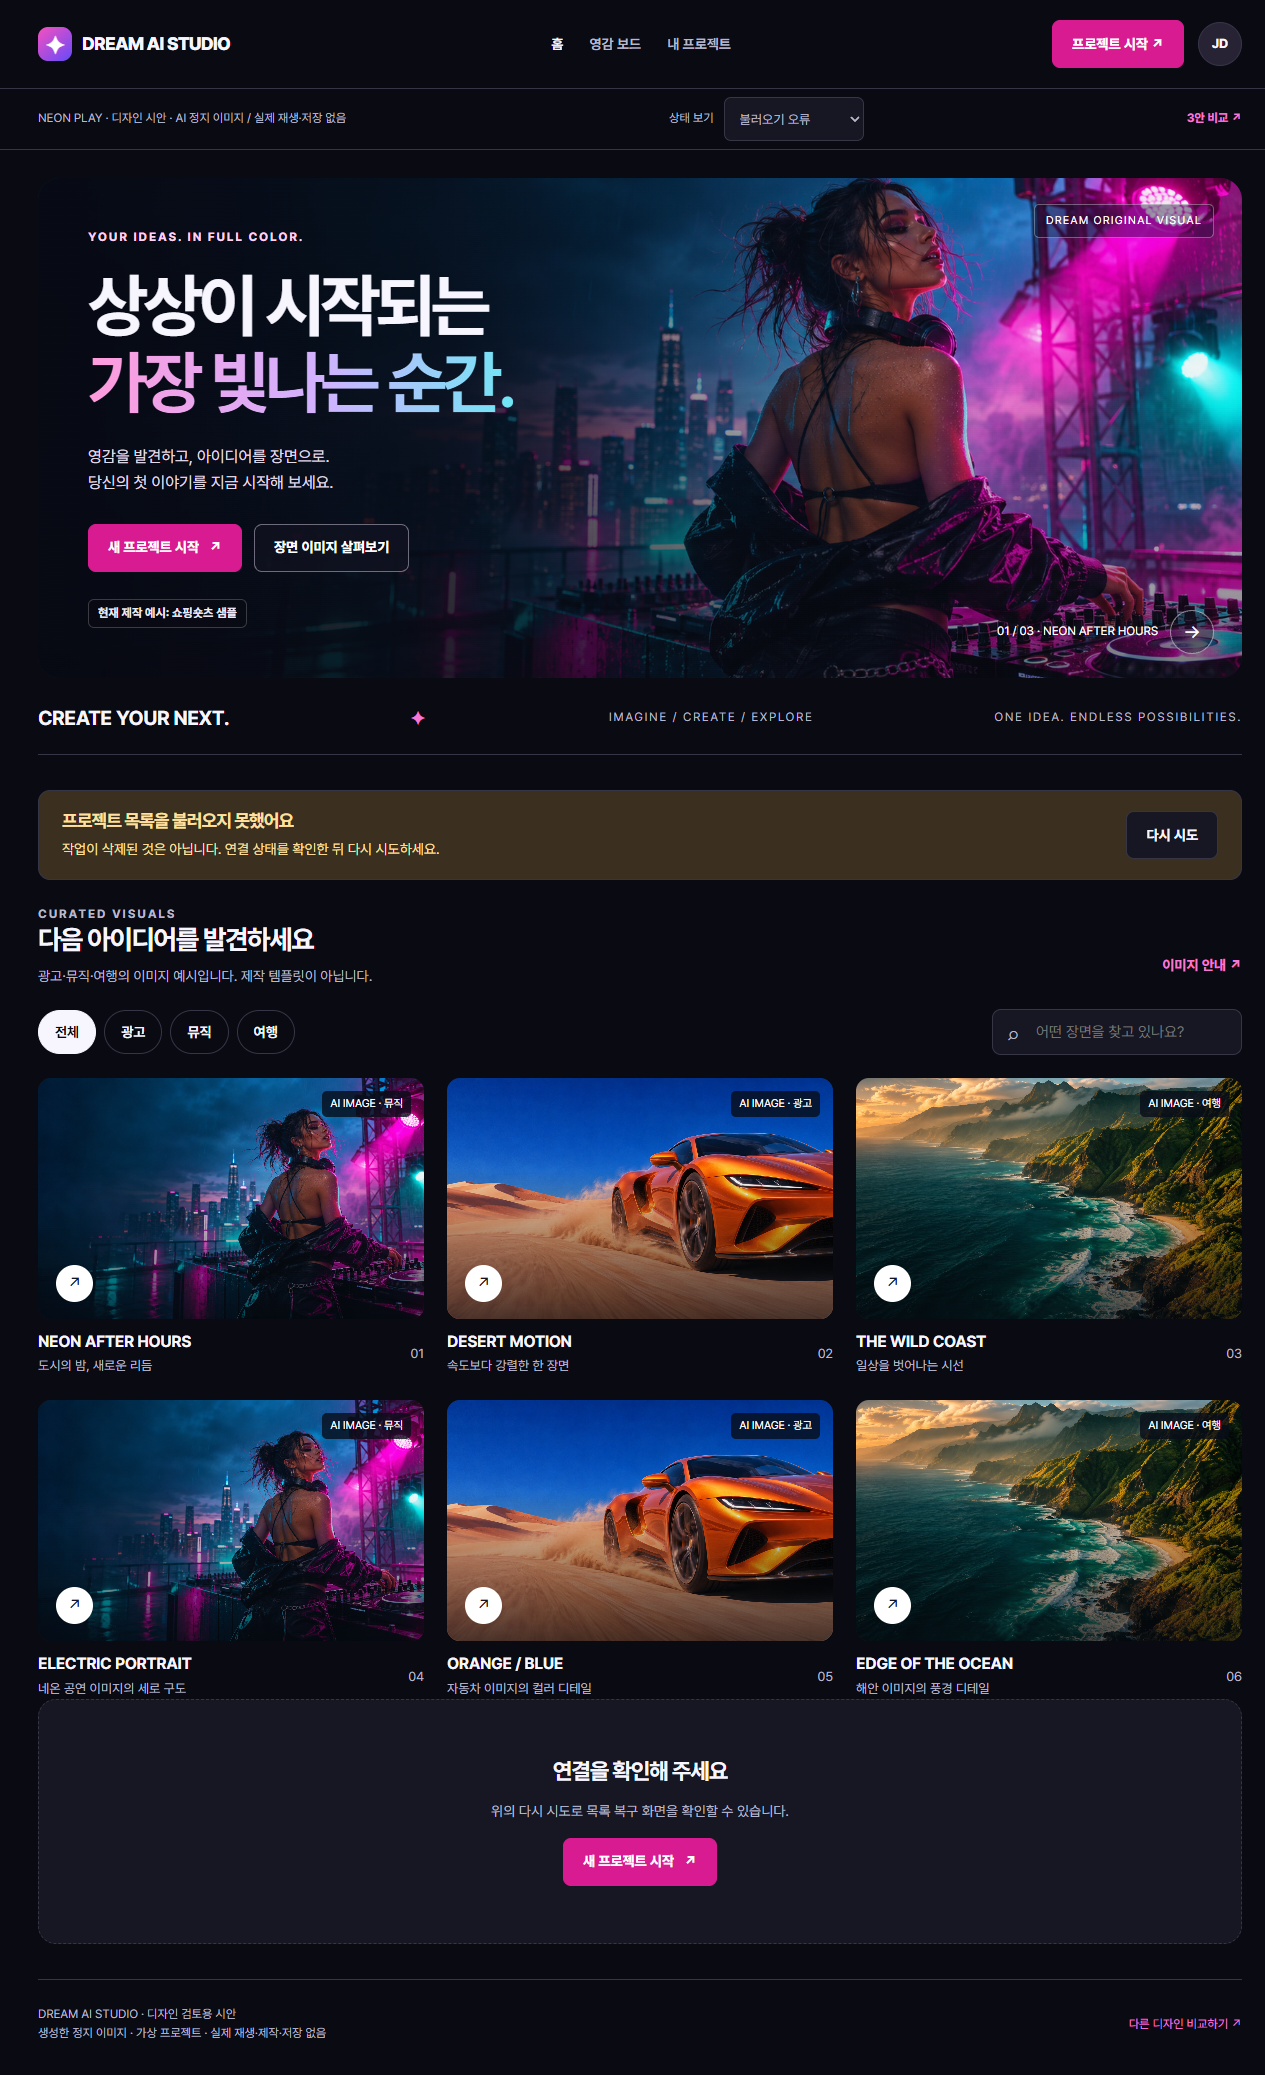 DREAM AI STUDIO
홈
영감 보드
내 프로젝트
프로젝트 시작 ↗
JD
NEON PLAY · 디자인 시안 · AI 정지 이미지 / 실제 재생·저장 없음
상태 보기
불러오기 오류
3안 비교 ↗
YOUR IDEAS. IN FULL COLOR.
DREAM ORIGINAL VISUAL
상상이 시작되는
가장 빛나는 순간.
영감을 발견하고, 아이디어를 장면으로.
당신의 첫 이야기를 지금 시작해 보세요.
새 프로젝트 시작 ↗
장면 이미지 살펴보기
현재 제작 예시: 쇼핑숏츠 샘플
01 / 03 · NEON AFTER HOURS
→
CREATE YOUR NEXT.
IMAGINE / CREATE / EXPLORE
ONE IDEA. ENDLESS POSSIBILITIES.
프로젝트 목록을 불러오지 못했어요
작업이 삭제된 것은 아닙니다. 연결 상태를 확인한 뒤 다시 시도하세요.
다시 시도
CURATED VISUALS
다음 아이디어를 발견하세요
광고·뮤직·여행의 이미지 예시입니다. 제작 템플릿이 아닙니다.
이미지 안내 ↗
전체
광고
뮤직
여행
어떤 장면을 찾고 있나요?
AI IMAGE · 뮤직
AI IMAGE · 광고
AI IMAGE · 여행
NEON AFTER HOURS
도시의 밤, 새로운 리듬
01
DESERT MOTION
속도보다 강렬한 한 장면
02
THE WILD COAST
일상을 벗어나는 시선
03
AI IMAGE · 뮤직
AI IMAGE · 광고
AI IMAGE · 여행
ELECTRIC PORTRAIT
네온 공연 이미지의 세로 구도
04
ORANGE / BLUE
자동차 이미지의 컬러 디테일
05
EDGE OF THE OCEAN
해안 이미지의 풍경 디테일
06
연결을 확인해 주세요
위의 다시 시도로 목록 복구 화면을 확인할 수 있습니다.
새 프로젝트 시작 ↗
DREAM AI STUDIO · 디자인 검토용 시안
생성한 정지 이미지 · 가상 프로젝트 · 실제 재생·제작·저장 없음
다른 디자인 비교하기 ↗